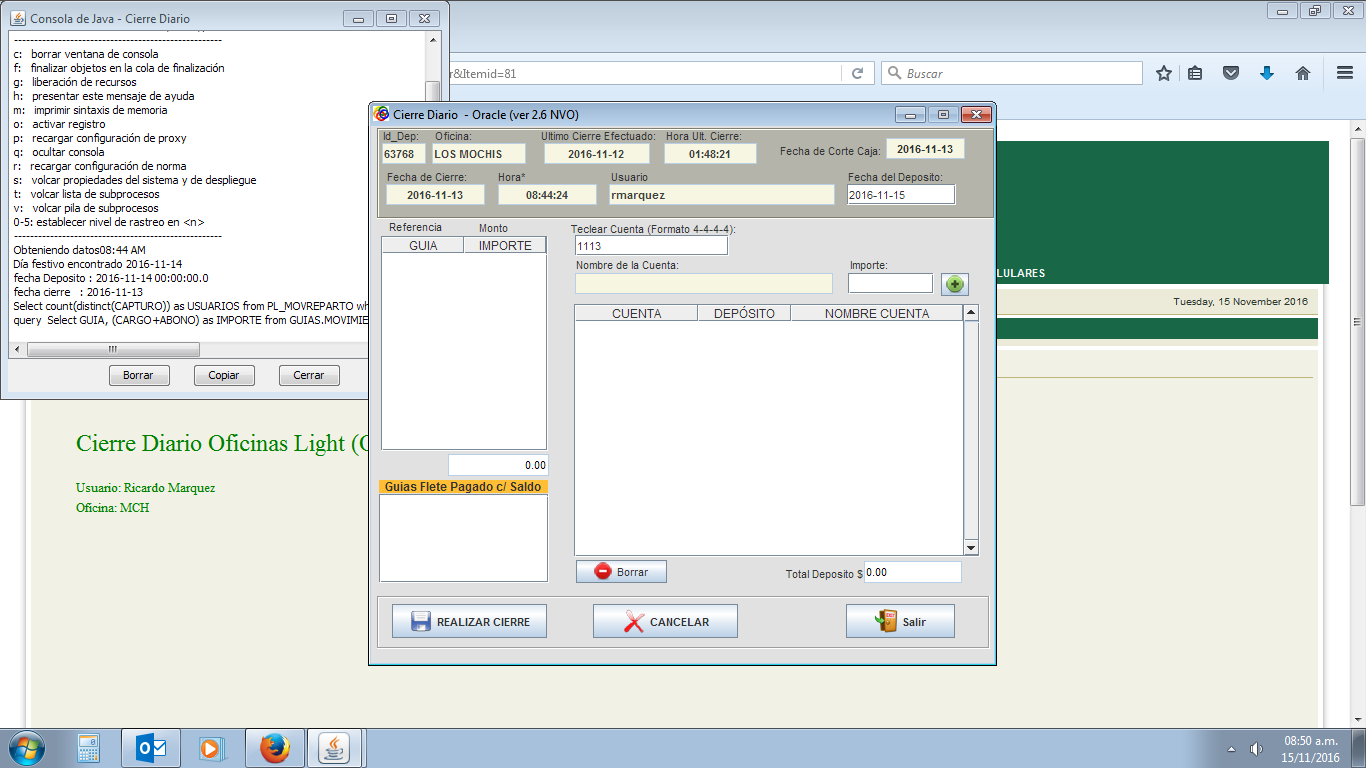 Consola de Java - Cierre Diario
----------------------------------------------------
c:   borrar ventana de consola
f:   finalizar objetos en la cola de finalización
g:   liberación de recursos
h:   presentar este mensaje de ayuda
m:   imprimir sintaxis de memoria
o:   activar registro
p:   recargar configuración de proxy
q:   ocultar consola
r:   recargar configuración de norma
s:   volcar propiedades del sistema y de despliegue
t:   volcar lista de subprocesos
v:   volcar pila de subprocesos
0-5: establecer nivel de rastreo en <n>
----------------------------------------------------
Obteniendo datos08:44 AM
Día festivo encontrado 2016-11-14
fecha Deposito : 2016-11-14 00:00:00.0
fecha cierre   : 2016-11-13
Select count(distinct(CAPTURO)) as USUARIOS from PL_MOVREPARTO wh
query  Select GUIA, (CARGO+ABONO) as IMPORTE from GUIAS.MOVIMIE
Borrar Copiar Cerrar
r&Itemid=81
Buscar
Cierre Diario  - Oracle (ver 2.6 NVO)
Id_Dep: Oficina: Ultimo Cierre Efectuado: Hora Ult. Cierre:
63768 LOS MOCHIS 2016-11-12 01:48:21 Fecha de Corte Caja: 2016-11-13
Fecha de Cierre: Hora* Usuario Fecha del Deposito:
2016-11-13 08:44:24 rmarquez 2016-11-15
Referencia Monto
GUIA IMPORTE
0.00
Guias Flete Pagado c/ Saldo
Teclear Cuenta (Formato 4-4-4-4):
1113
Nombre de la Cuenta: Importe:
CUENTA DEPÓSITO NOMBRE CUENTA
Borrar Total Deposito $ 0.00
REALIZAR CIERRE CANCELAR Salir
LULARES
Tuesday, 15 November 2016
Cierre Diario Oficinas Light (
Usuario: Ricardo Marquez
Oficina: MCH
08:50 a.m.
15/11/2016